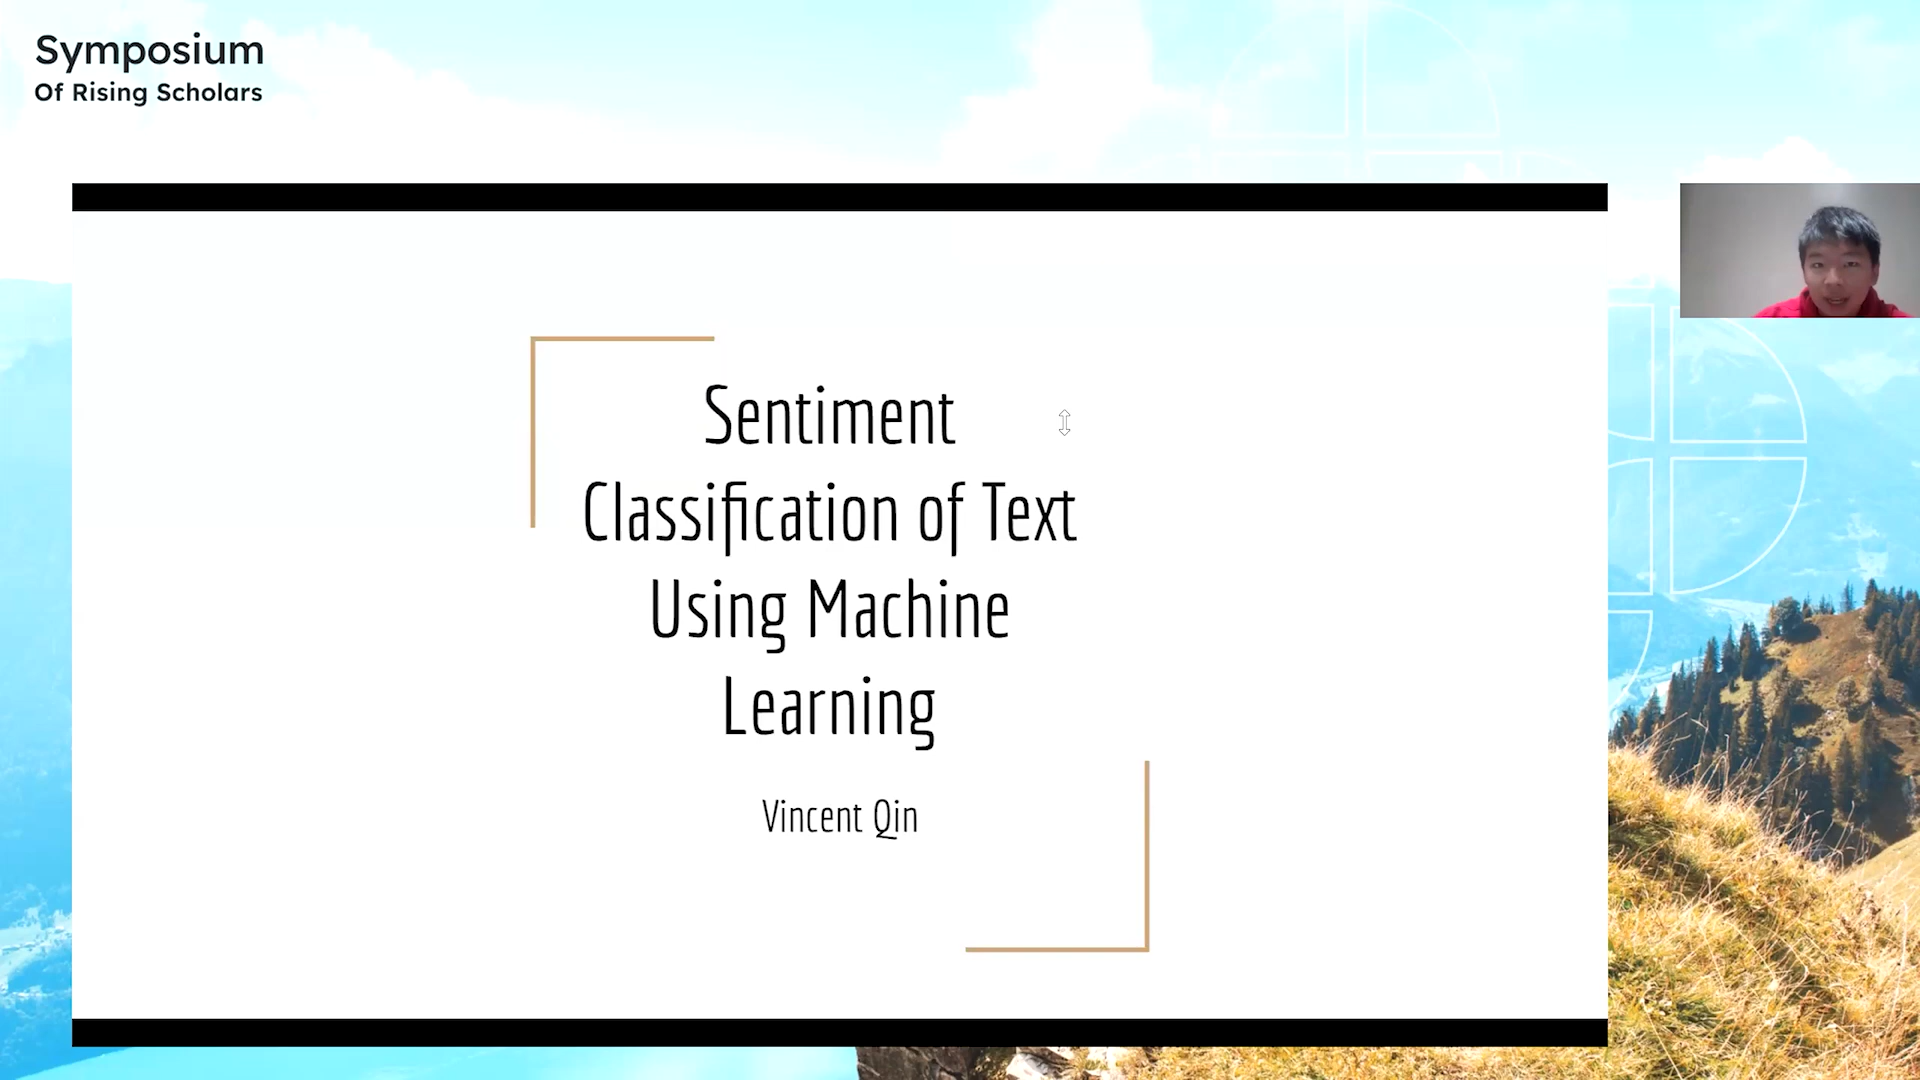 Symposium
Of Rising Scholars
Sentiment
Classification of Text
Using Machine
Learning
Vincent Qin